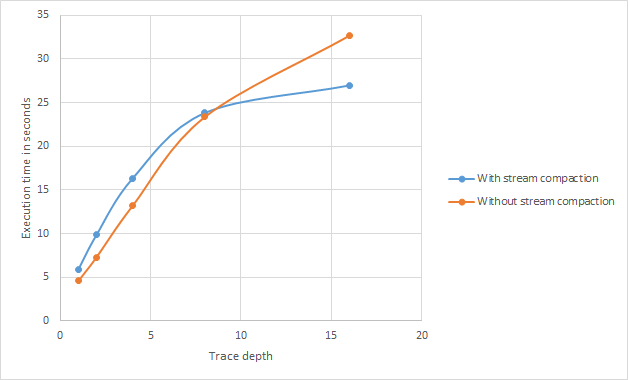 35
30
25
20
15
10
5
0
Execution time in seconds
0 5 10 15 20
Trace depth
With stream compaction
Without stream compaction